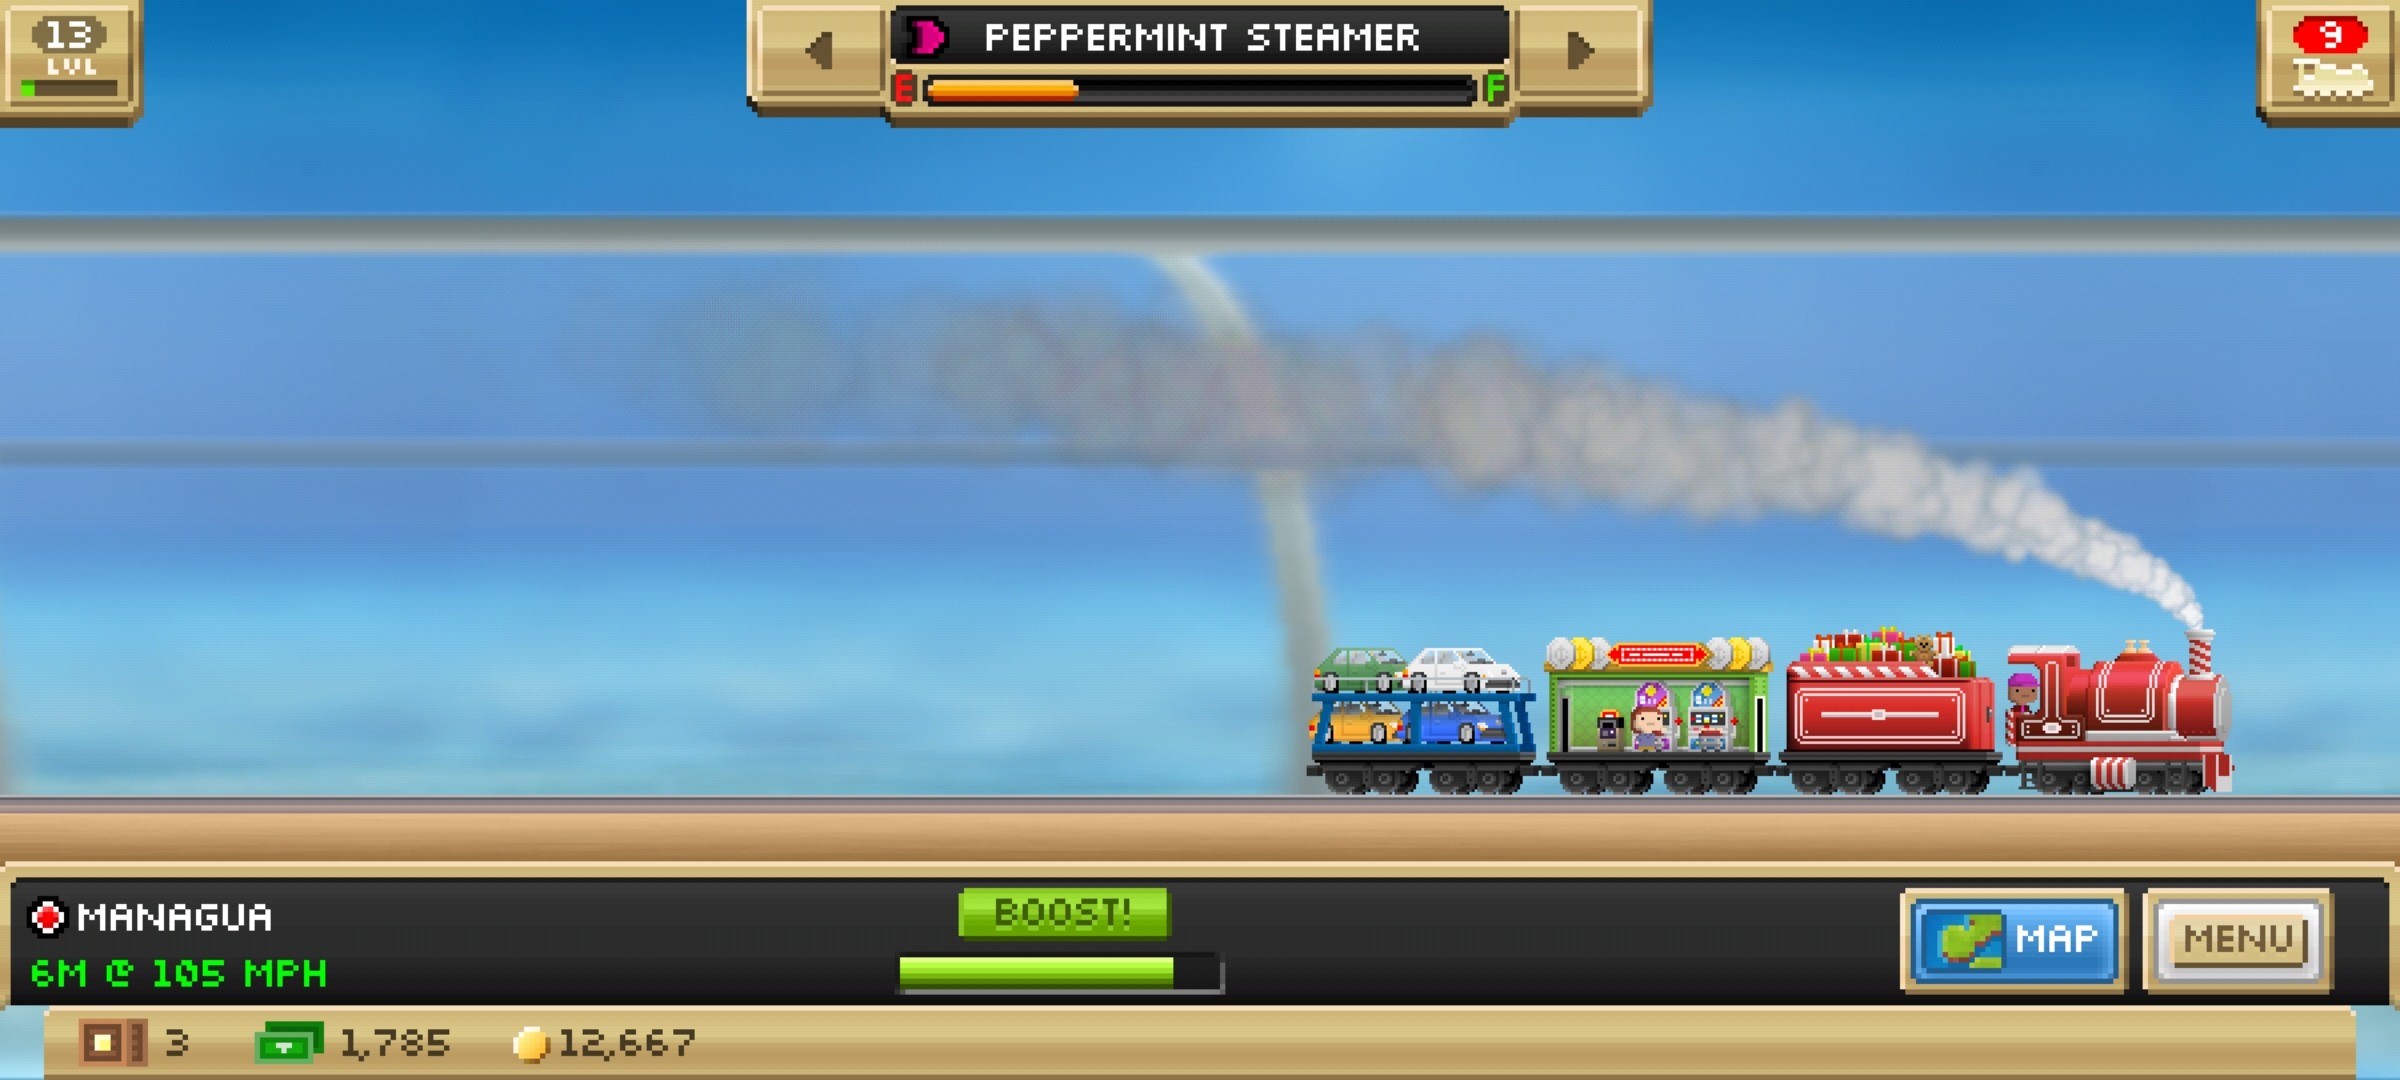 13
LVL
PEPPERMINT STEAMER
E F
9
MANAGUA
6M @ 105 MPH
BOOST!
MAP
MENU
3
1,785
12,667